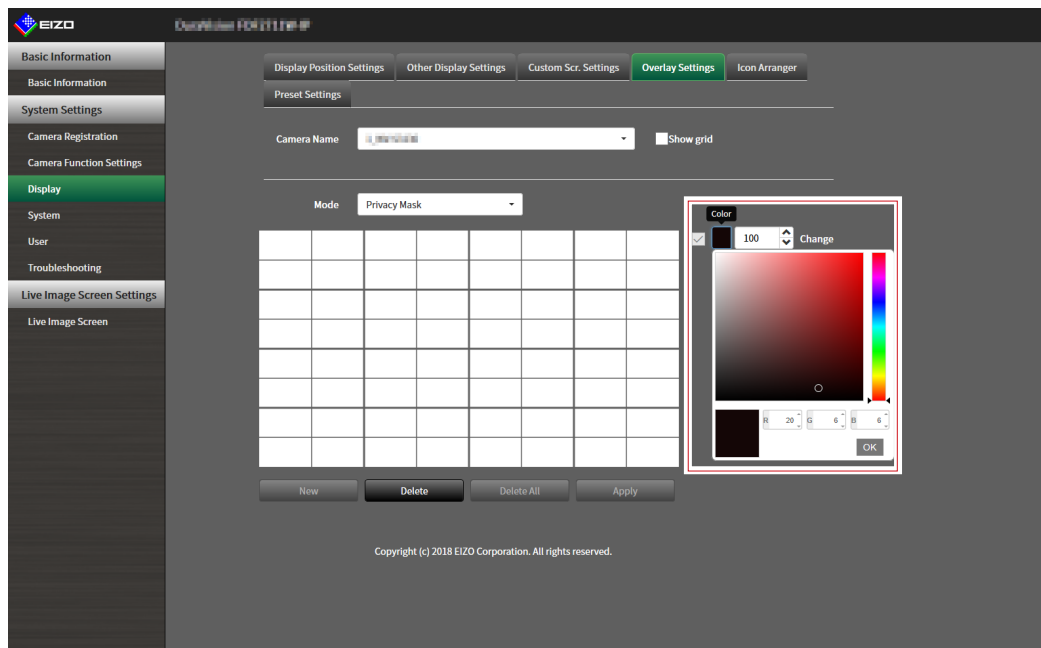 EIZO
Basic Information
Basic Information
System Settings
Camera Registration
Camera Function Settings
Display
System
User
Troubleshooting
Live Image Screen Settings
Live Image Screen
Display Position Settings
Other Display Settings
Custom Scr. Settings
Overlay Settings
Icon Arranger
Preset Settings
Camera Name
Show grid
Mode
Privacy Mask
Color
100
Change
R 20 G 6 B 6
OK
New
Delete
Delete All
Apply
Copyright (c) 2018 EIZO Corporation. All rights reserved.